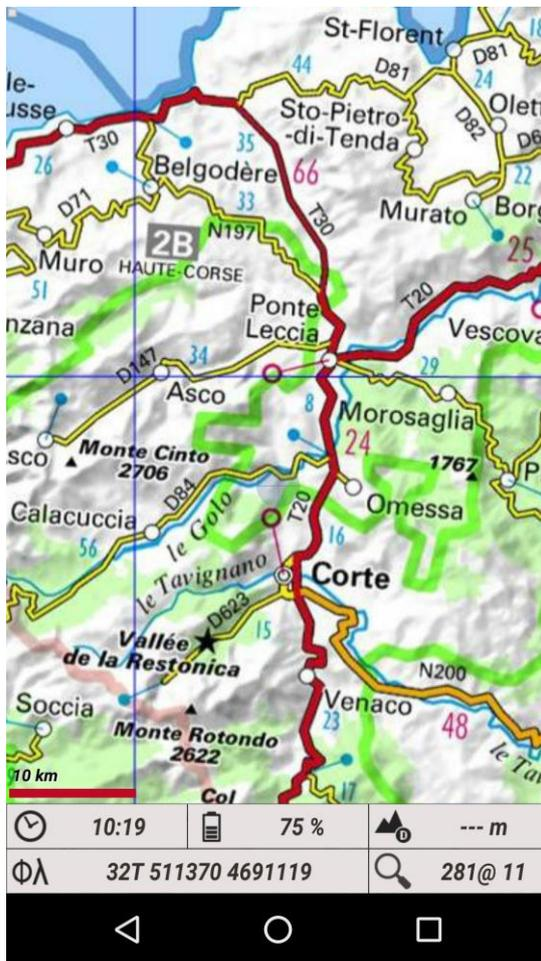 St-Florent
D81
18
44
D81
24
le-
usse
Sto-Pietro
-di-Tenda
Olett
D82
D6
T30
26
35
Belgodère
66
22
D71
33
T30
Murato
Borg
N197
2B
HAUTE-CORSE
25
Muro
51
T20
Ponte
Leccia
nzana
Vescova
D147
34
29
Asco
8
Morosaglia
sco
Monte Cinto
2706
24
1767
P
D84
Calacuccia
le Golo
T20
Omessa
56
16
le Tavignano
Corte
D623
15
Vallée
de la Restonica
N200
Soccia
Venaco
48
23
Monte Rotondo
2622
le Tav
9
10 km
Col
17
10:19
75 %
D
--- m
Φλ
32T 511370 4691119
281@ 11